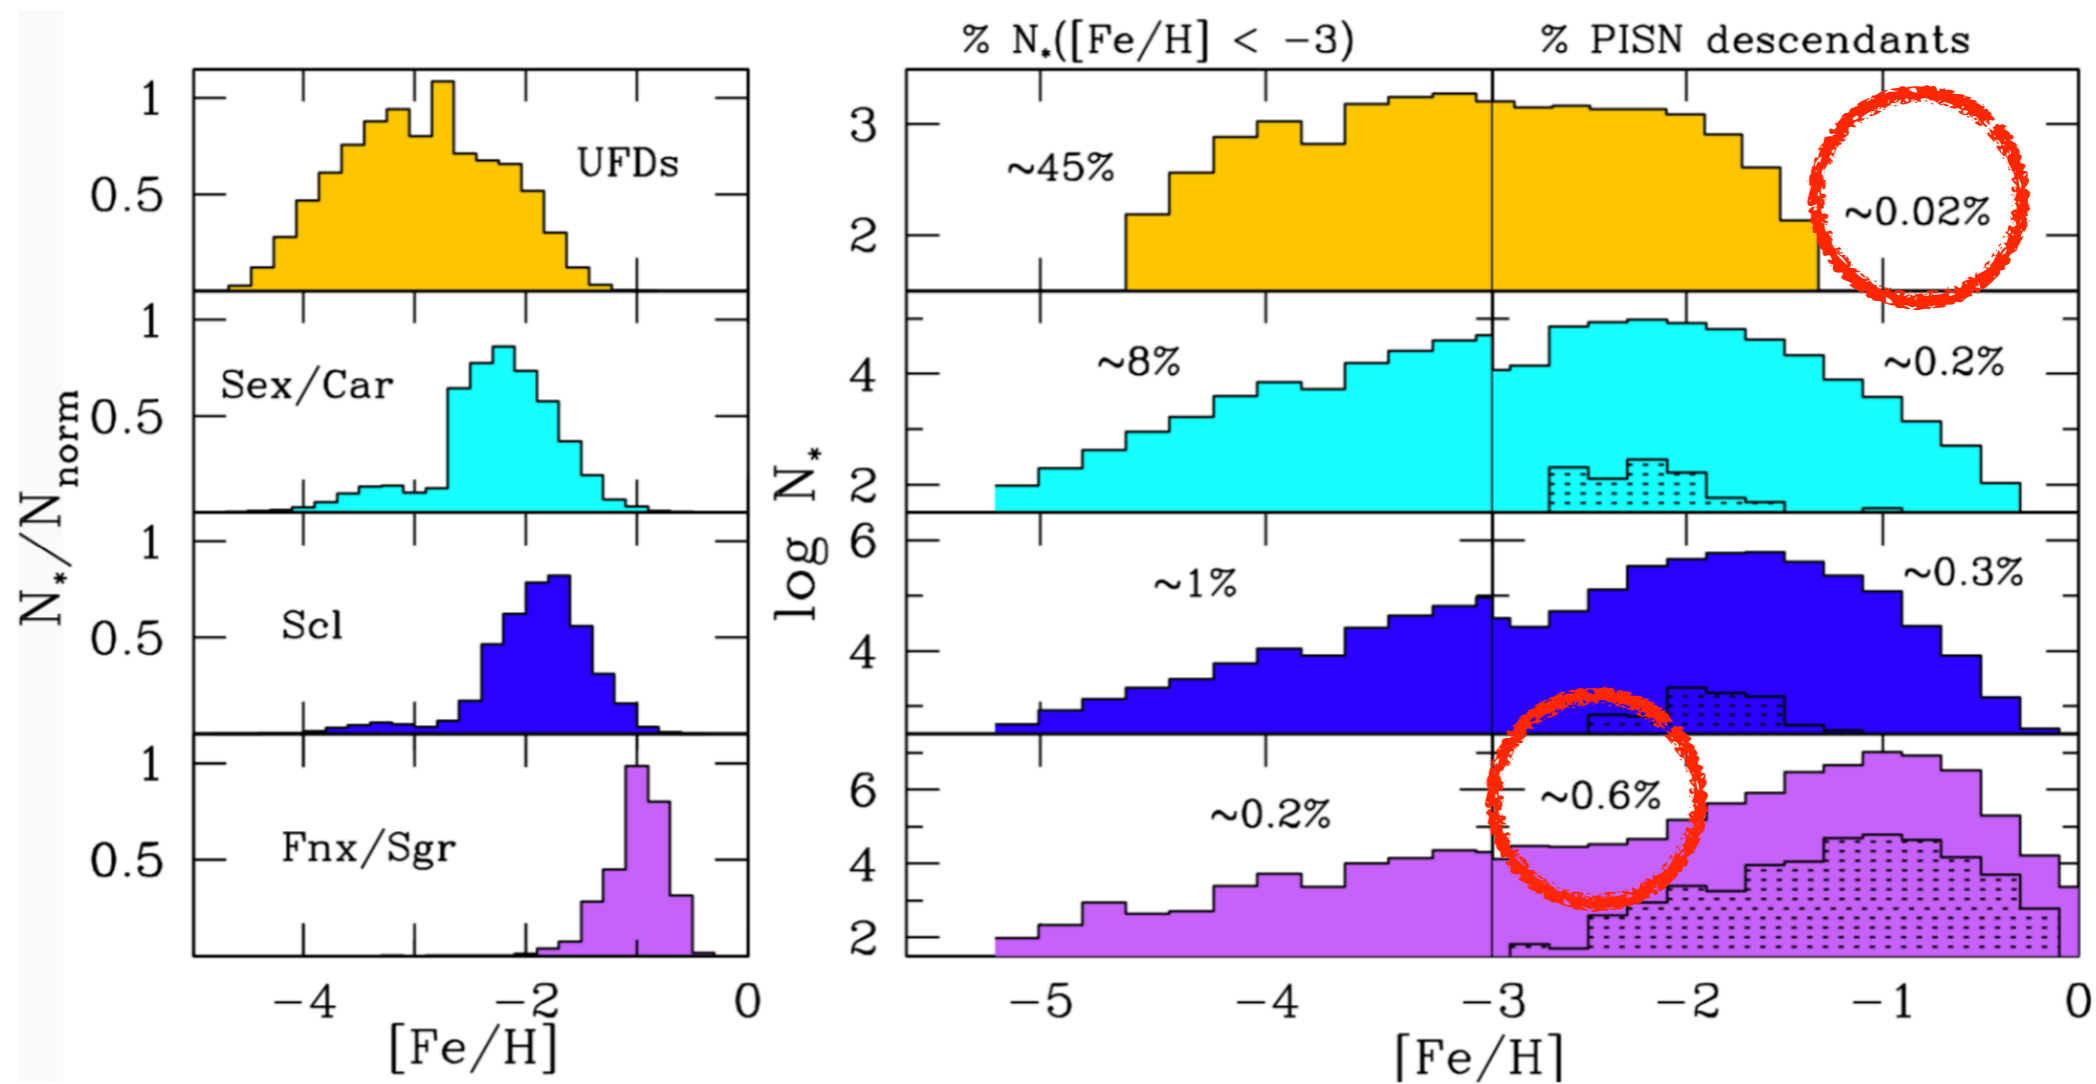 % N*([Fe/H] < -3)
% PISN descendants
N*/Nnorm
1
0.5
UFDs
1
0.5
Sex/Car
1
0.5
Scl
1
0.5
Fnx/Sgr
-4 -2 0
[Fe/H]
log N*
3
2
~45%
~0.02%
4
2
~8%
~0.2%
6
4
~1%
~0.3%
6
4
2
~0.2%
~0.6%
-5 -4 -3 -2 -1 0
[Fe/H]